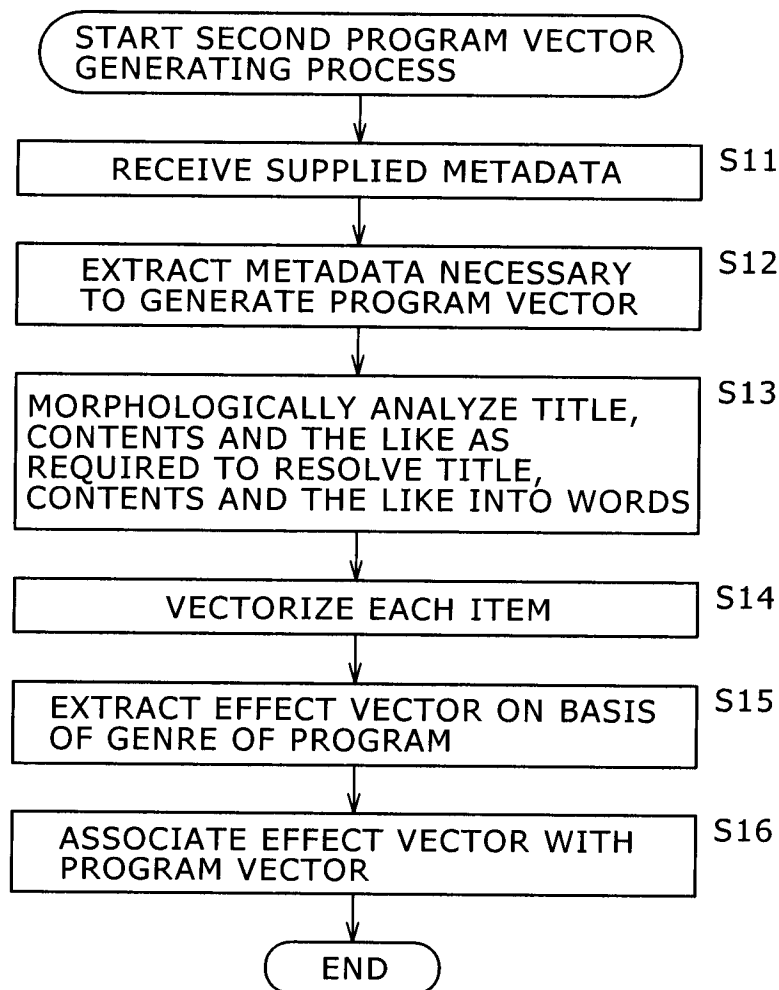 START SECOND PROGRAM VECTOR
GENERATING PROCESS
RECEIVE SUPPLIED METADATA
S11
EXTRACT METADATA NECESSARY
TO GENERATE PROGRAM VECTOR
S12
MORPHOLOGICALLY ANALYZE TITLE,
CONTENTS AND THE LIKE AS
REQUIRED TO RESOLVE TITLE,
CONTENTS AND THE LIKE INTO WORDS
S13
VECTORIZE EACH ITEM
S14
EXTRACT EFFECT VECTOR ON BASIS
OF GENRE OF PROGRAM
S15
ASSOCIATE EFFECT VECTOR WITH
PROGRAM VECTOR
S16
END